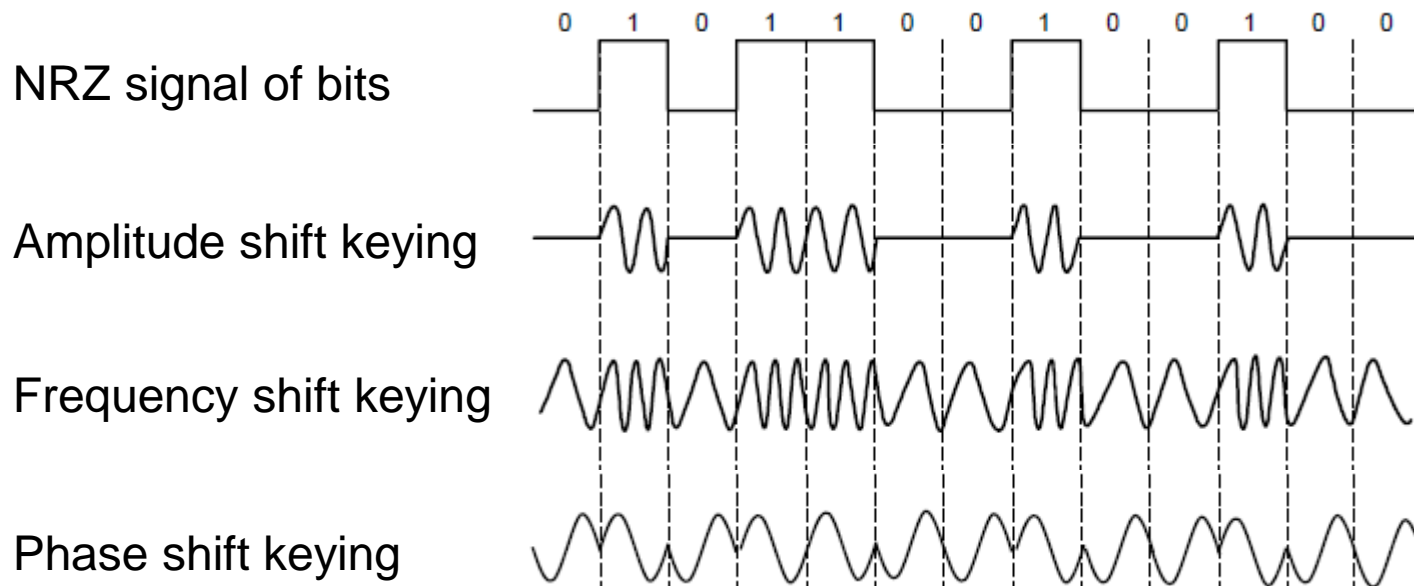 0 1 0 1 1 0 0 1 0 0 1 0 0
NRZ signal of bits
Amplitude shift keying
Frequency shift keying
Phase shift keying